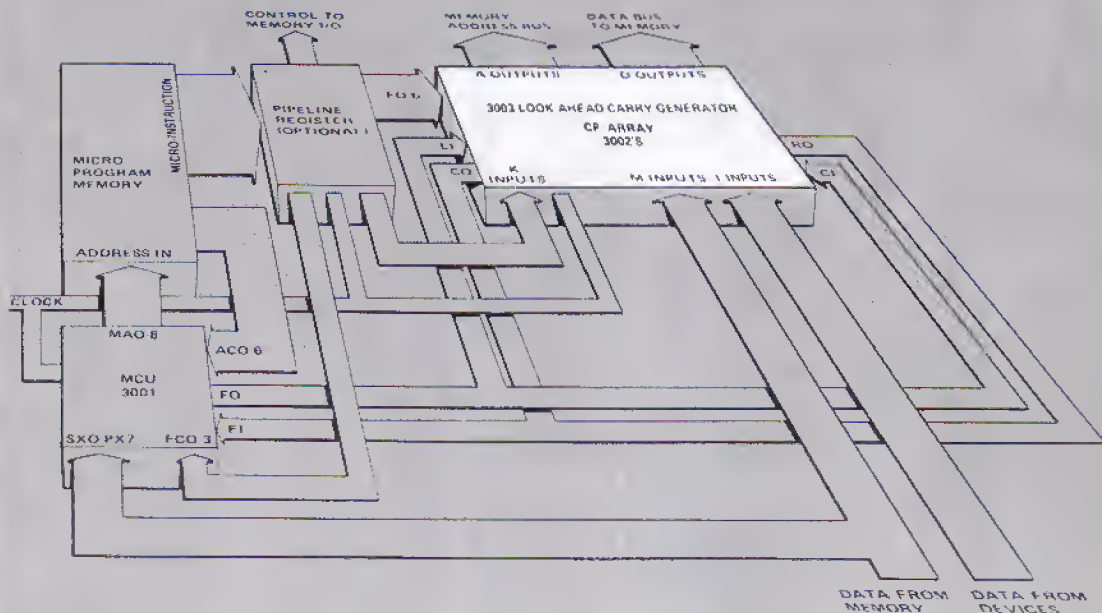 CONTROL TO
MEMORY I/O
MEMORY
ADDRESS BUS
DATA BUS
TO MEMORY
MICRO INSTRUCTION
MICRO
PROGRAM
MEMORY
ADDRESS IN
PIPELINE
REGISTER
(OPTIONAL)
A OUTPUTS
D OUTPUTS
3003 LOOK AHEAD CARRY GENERATOR
CP ARRAY
3002'S
LI
CO
K
INPUTS
M INPUTS
I INPUTS
RO
CI
CLOCK
MAO 8
ACO 6
MCU
3001
FO
FI
SXO PX7
FCO 3
DATA FROM
MEMORY
DATA FROM
DEVICES